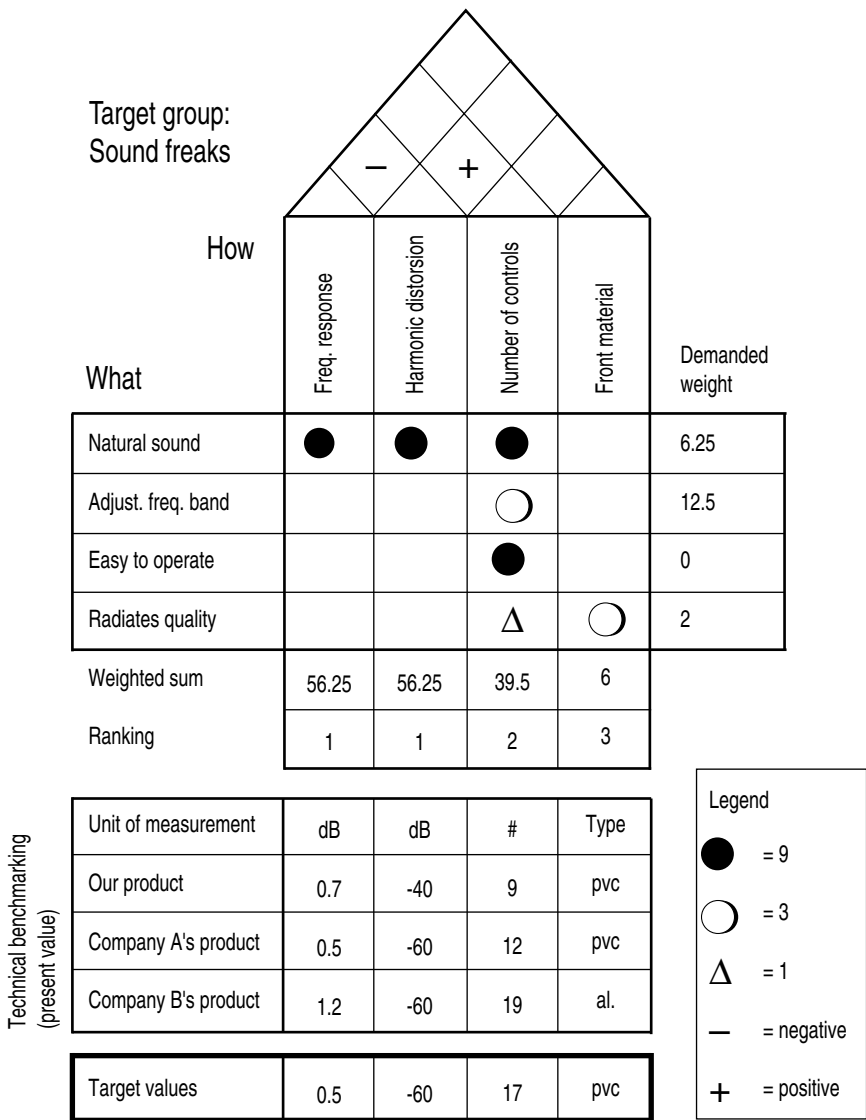 Target group:
Sound freaks
− +
How
Freq. response
Harmonic distorsion
Number of controls
Front material
What
Demanded
weight
Natural sound 6.25
Adjust. freq. band 12.5
Easy to operate 0
Radiates quality Δ 2
Weighted sum 56.25 56.25 39.5 6
Ranking 1 1 2 3
Technical benchmarking
(present value)
Unit of measurement dB dB # Type
Our product 0.7 -40 9 pvc
Company A's product 0.5 -60 12 pvc
Company B's product 1.2 -60 19 al.
Target values 0.5 -60 17 pvc
Legend
= 9
= 3
Δ = 1
− = negative
+ = positive